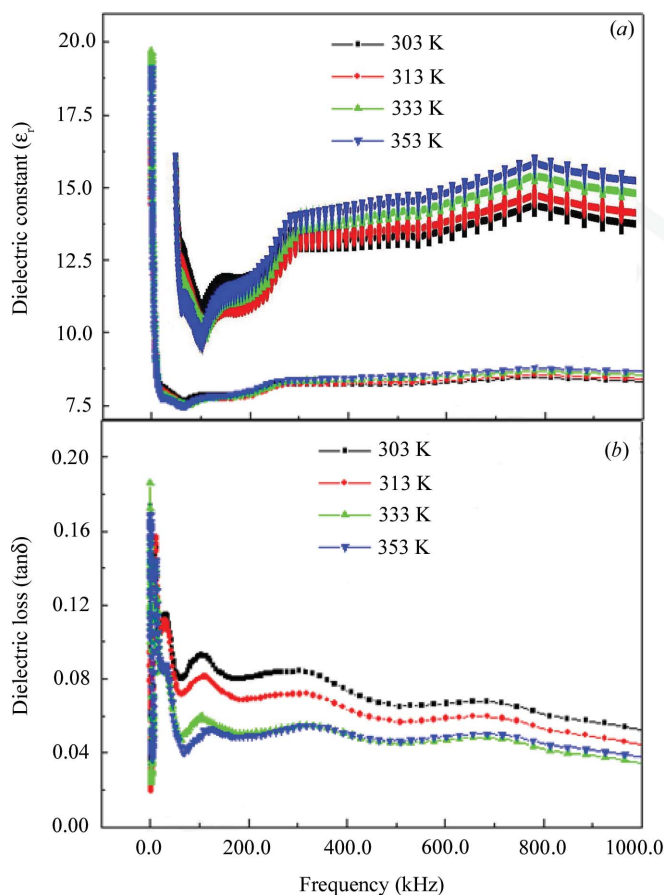 (a)
303 K
313 K
333 K
353 K
Dielectric constant (εr)
20.0
17.5
15.0
12.5
10.0
7.5
(b)
303 K
313 K
333 K
353 K
Dielectric loss (tanδ)
0.20
0.16
0.12
0.08
0.04
0.00
0.0 200.0 400.0 600.0 800.0 1000.0
Frequency (kHz)